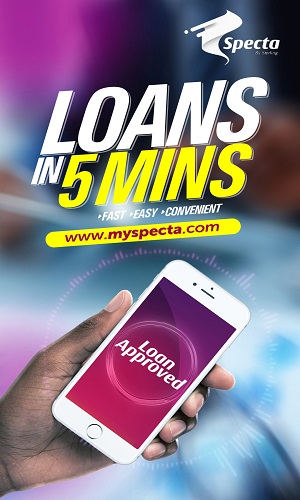 Specta
By Sterling
LOANS
IN 5 MINS
FAST EASY CONVENIENT
www.myspecta.com
Loan
Approved